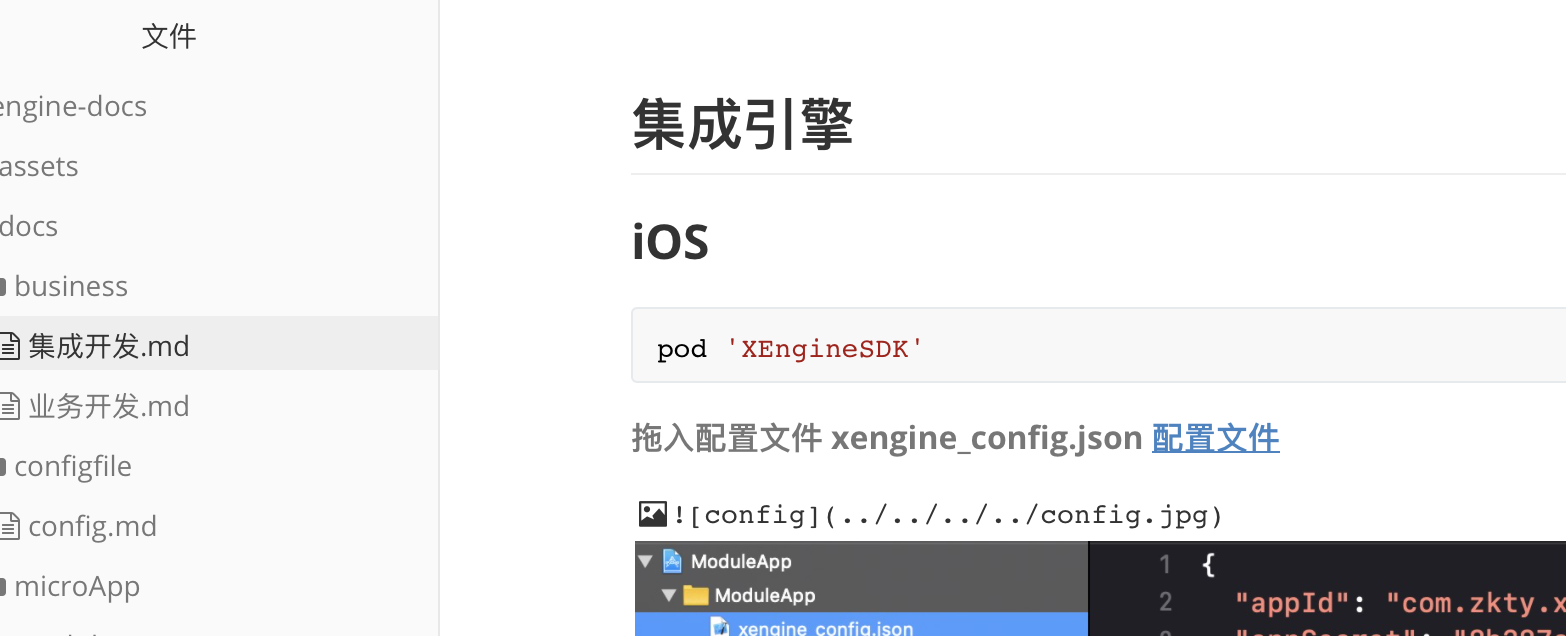 文件
engine-docs
assets
docs
business
集成开发.md
业务开发.md
configfile
config.md
microApp
集成引擎
iOS
pod 'XEngineSDK'
拖入配置文件 xengine_config.json 配置文件
![config](../../../../config.jpg)
ModuleApp
ModuleApp
xengine_config.json
1 {
2 "appId": "com.zkty.x